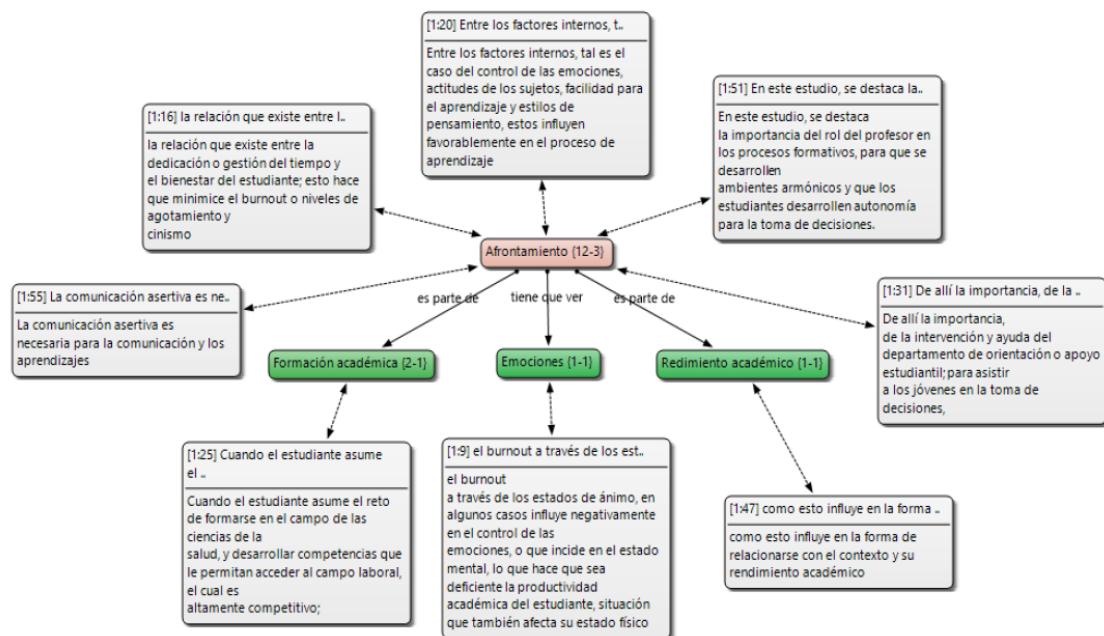 [1:20] Entre los factores internos, t..
Entre los factores internos, tal es el
caso del control de las emociones,
actitudes de los sujetos, facilidad para
el aprendizaje y estilos de
pensamiento, estos influyen
favorablemente en el proceso de
aprendizaje
[1:51] En este estudio, se destaca la..
En este estudio, se destaca
la importancia del rol del profesor en
los procesos formativos, para que se
desarrollen
ambientes armónicos y que los
estudiantes desarrollen autonomía
para la toma de decisiones.
[1:16] la relación que existe entre l..
la relación que existe entre la
dedicación o gestión del tiempo y
el bienestar del estudiante; esto hace
que minimice el burnout o niveles de
agotamiento y
cinismo
Afrontamiento {12-3}
es parte de
tiene que ver
es parte de
[1:55] La comunicación asertiva es ne..
La comunicación asertiva es
necesaria para la comunicación y los
aprendizajes
[1:31] De allí la importancia, de la ..
De allí la importancia,
de la intervención y ayuda del
departamento de orientación o apoyo
estudiantil; para asistir
a los jóvenes en la toma de
decisiones,
Formación académica {2-1}
Emociones {1-1}
Redimiento académico {1-1}
[1:25] Cuando el estudiante asume
el ..
Cuando el estudiante asume el reto
de formarse en el campo de las
ciencias de la
salud, y desarrollar competencias que
le permitan acceder al campo laboral,
el cual es
altamente competitivo;
[1:9] el burnout a través de los est..
el burnout
a través de los estados de ánimo, en
algunos casos influye negativamente
en el control de las
emociones, o que incide en el estado
mental, lo que hace que sea
deficiente la productividad
académica del estudiante, situación
que también afecta su estado físico
[1:47] como esto influye en la forma ..
como esto influye en la forma de
relacionarse con el contexto y su
rendimiento académico